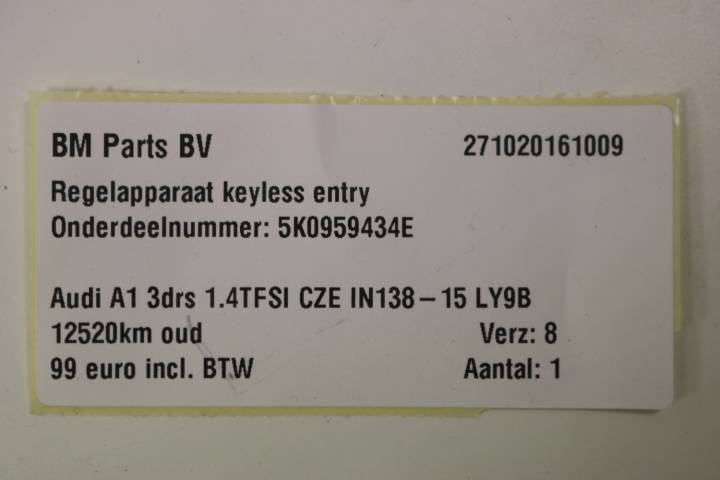 BM Parts BV 271020161009
Regelapparaat keyless entry
Onderdeelnummer: 5K0959434E
Audi A1 3drs 1.4TFSI CZE IN138 – 15 LY9B
12520km oud Verz: 8
99 euro incl. BTW Aantal: 1